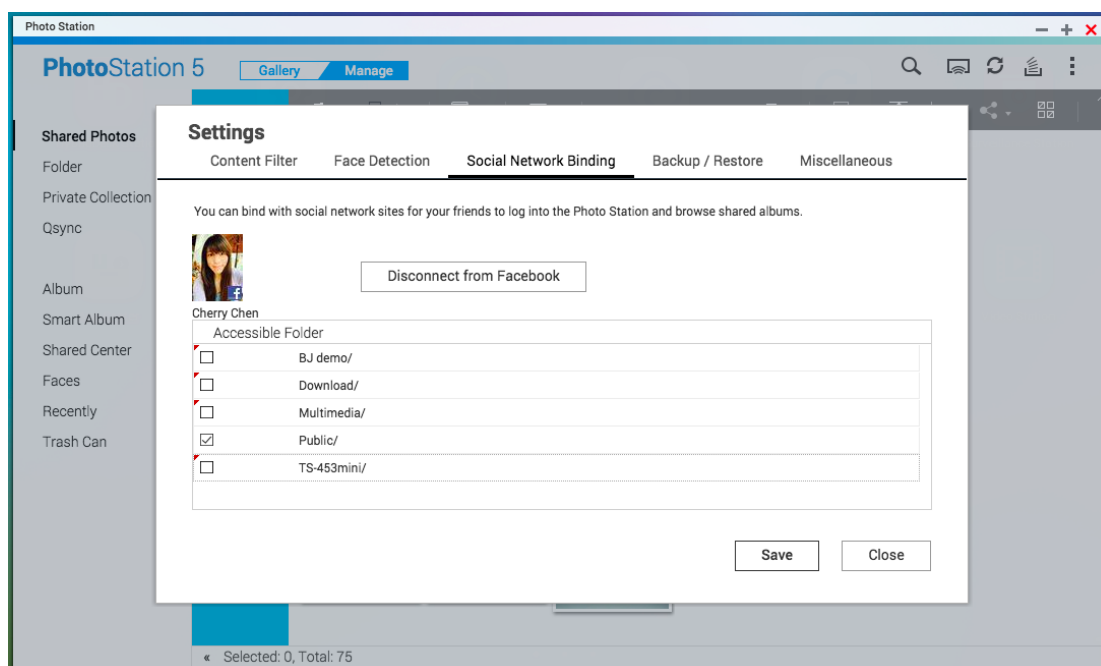 Photo Station
PhotoStation 5
Gallery
Manage
Shared Photos
Folder
Private Collection
Qsync
Album
Smart Album
Shared Center
Faces
Recently
Trash Can
Settings
Content Filter
Face Detection
Social Network Binding
Backup / Restore
Miscellaneous
You can bind with social network sites for your friends to log into the Photo Station and browse shared albums.
f
Disconnect from Facebook
Cherry Chen
Accessible Folder
BJ demo/
Download/
Multimedia/
Public/
TS-453mini/
Save
Close
« Selected: 0, Total: 75